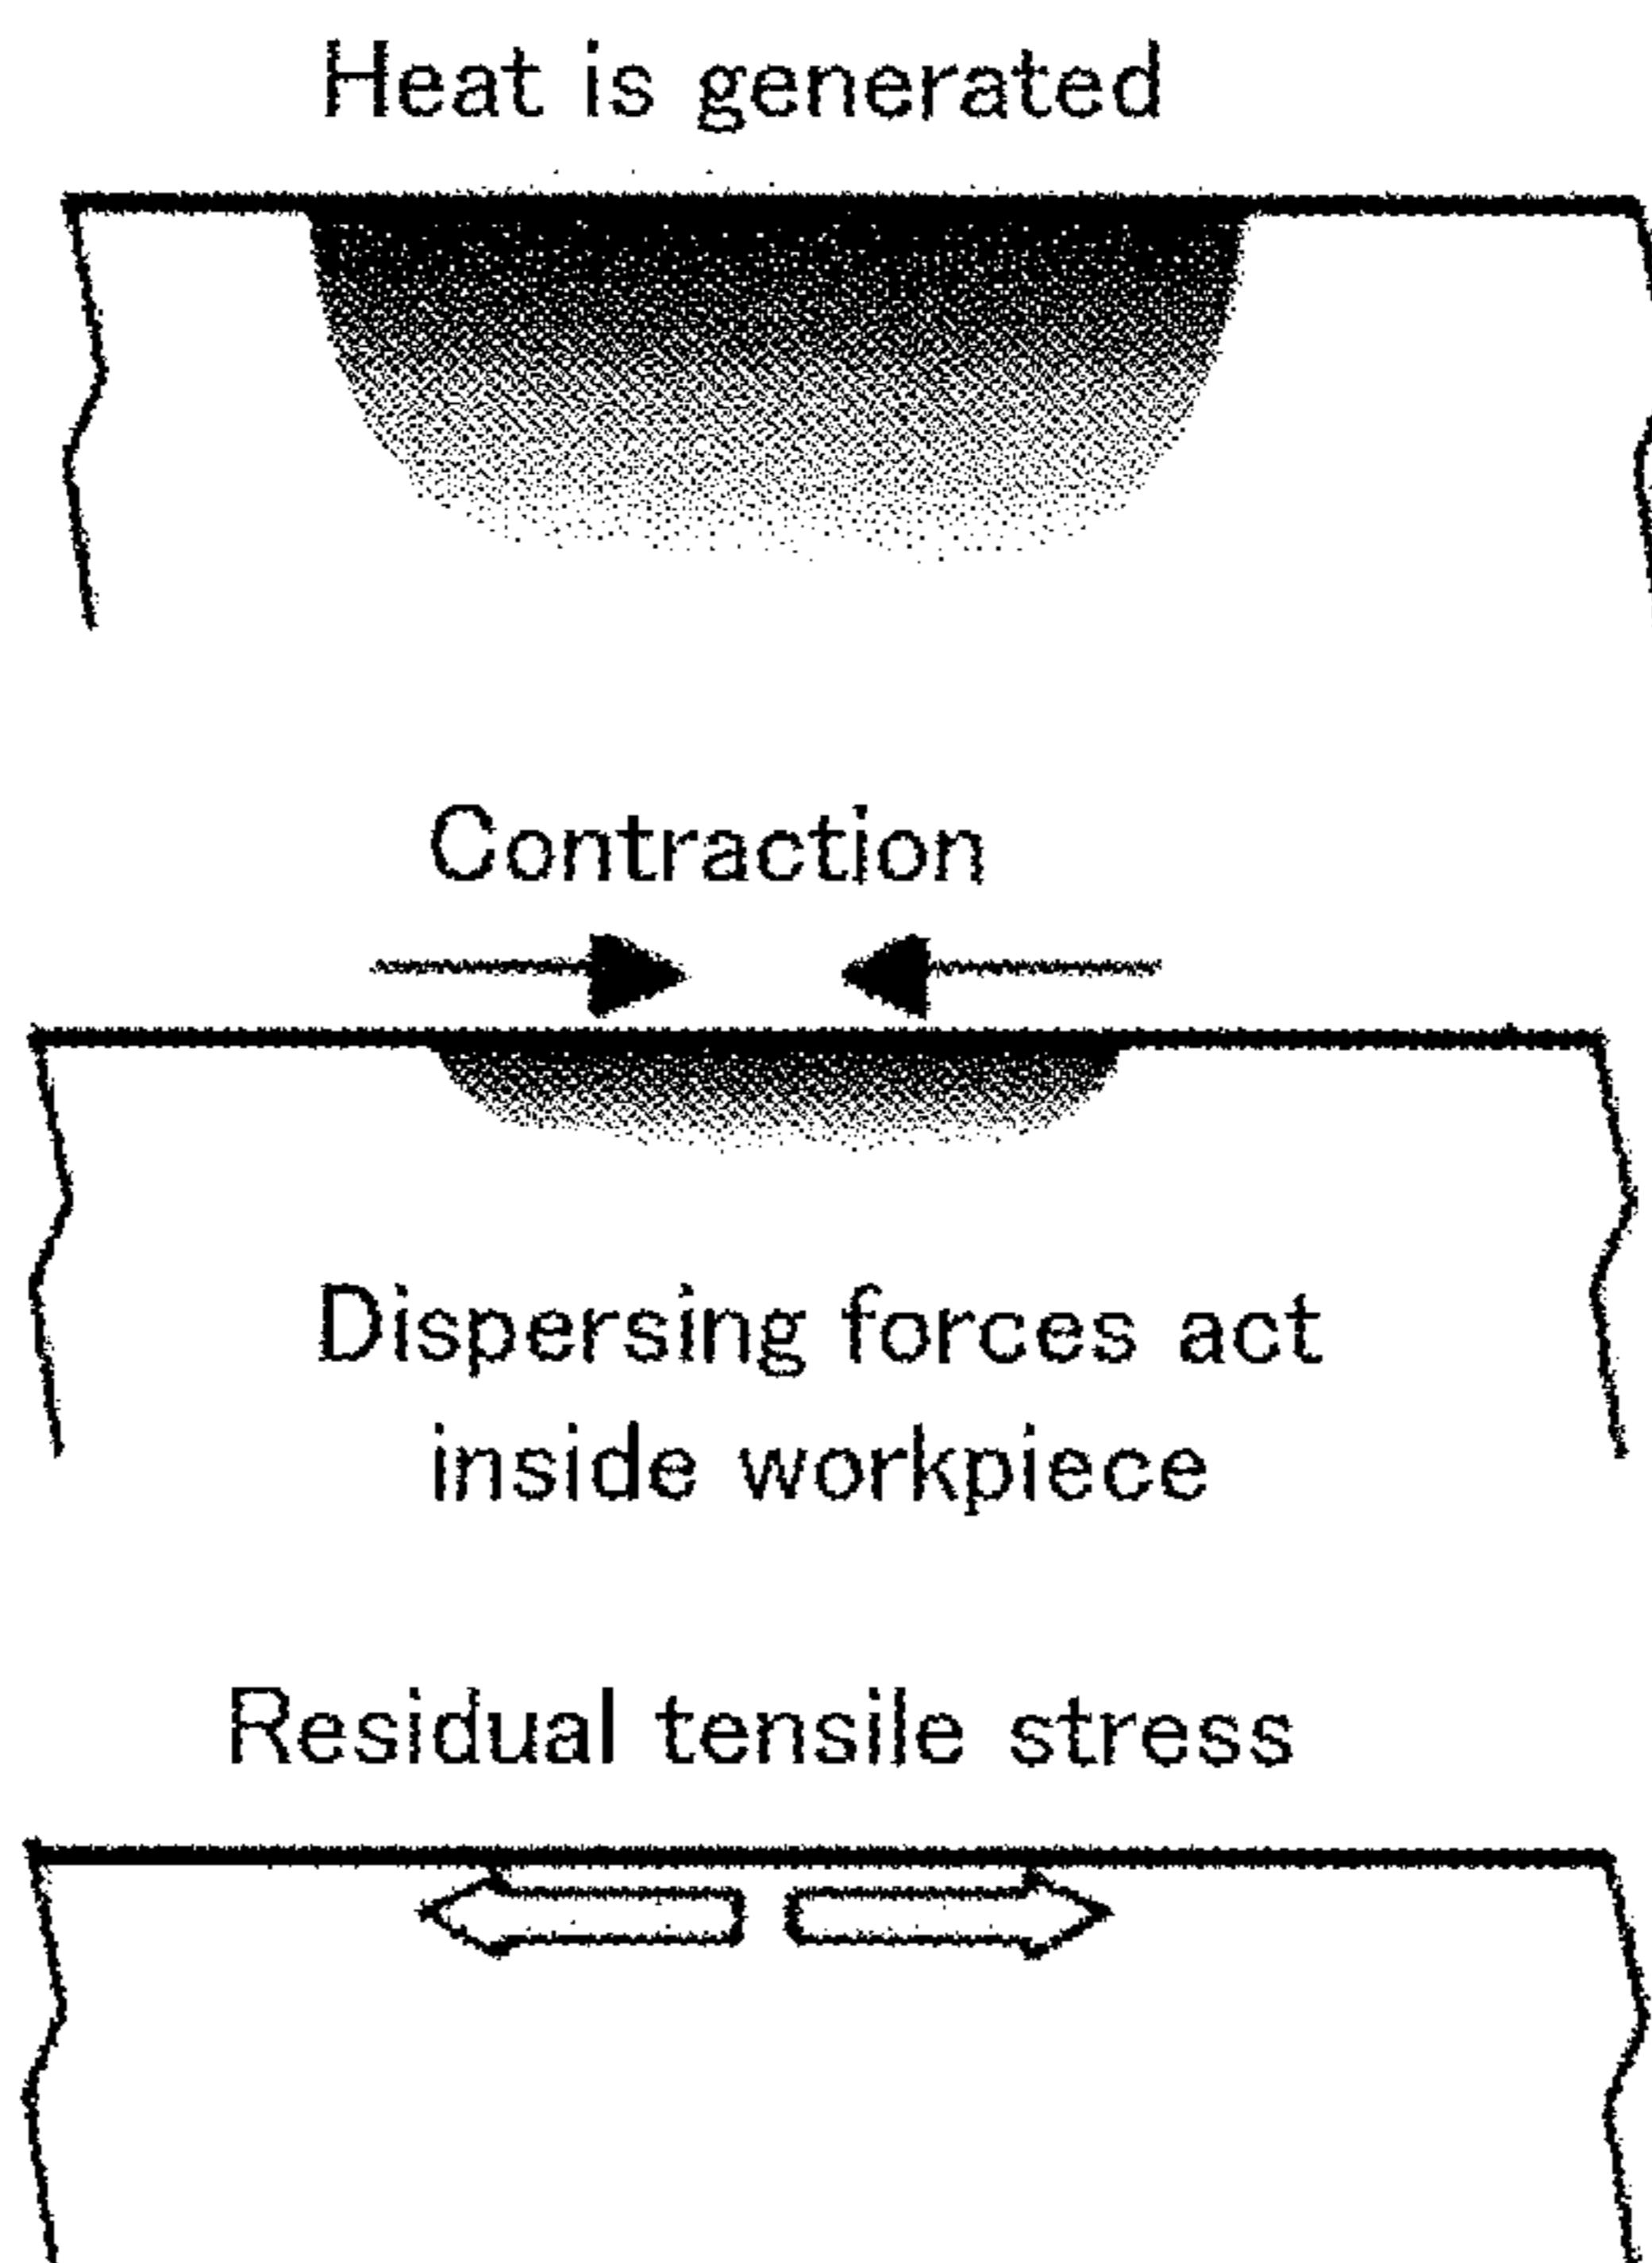 Heat is generated
Contraction
Dispersing forces act
inside workpiece
Residual tensile stress